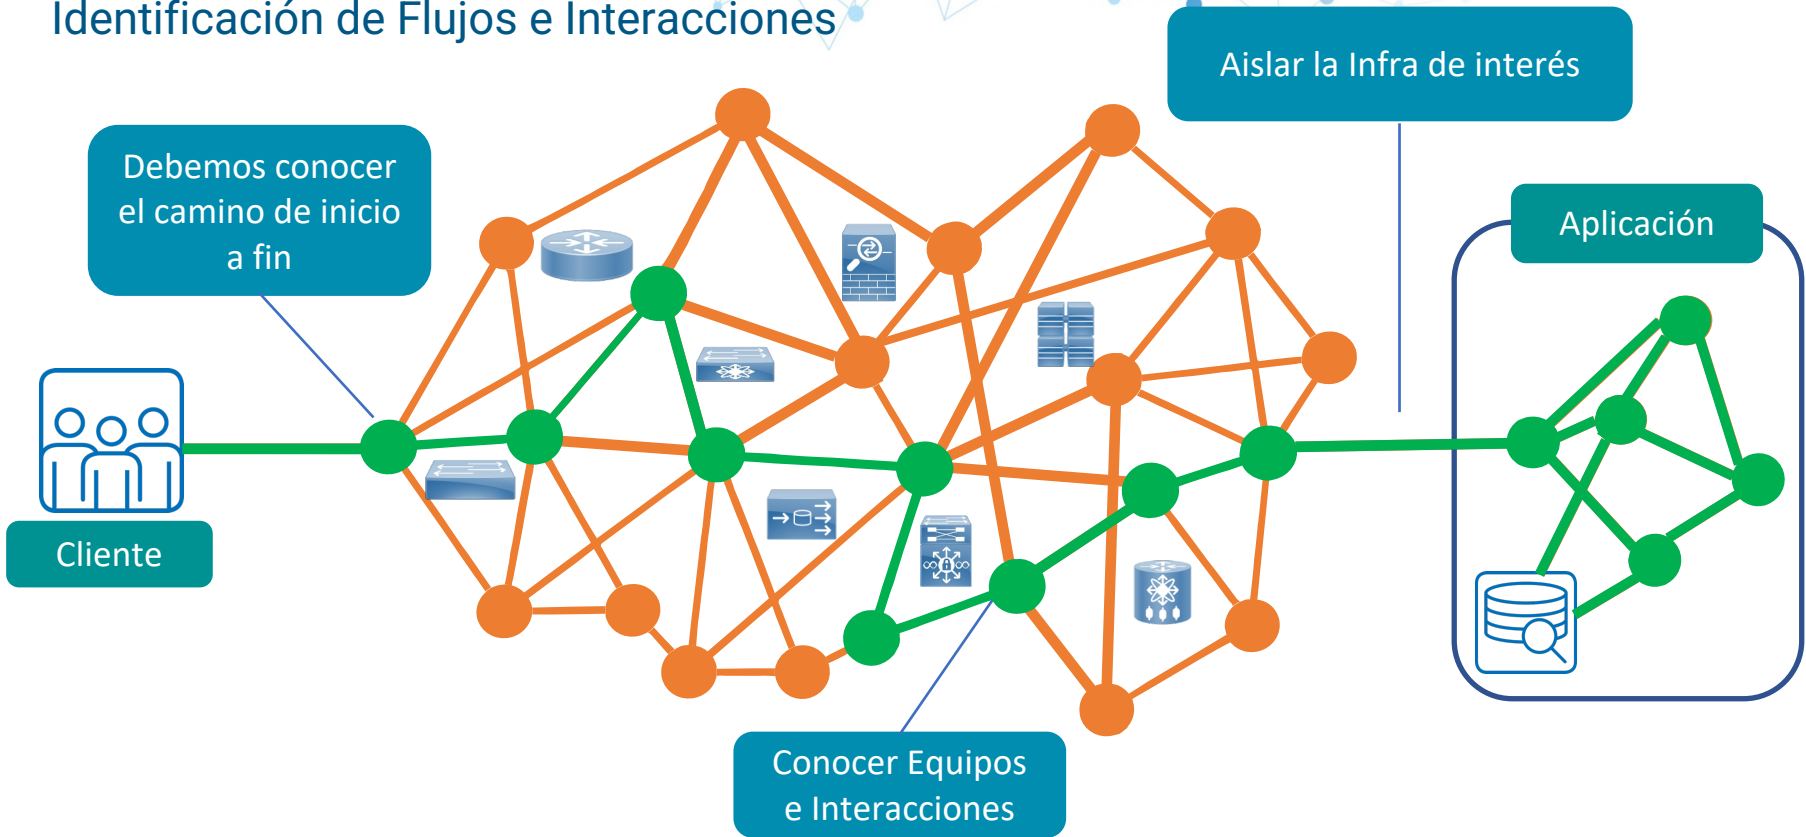 Identificación de Flujos e Interacciones
Aislar la Infra de interés
Debemos conocer
el camino de inicio
a fin
Aplicación
Cliente
Conocer Equipos
e Interacciones